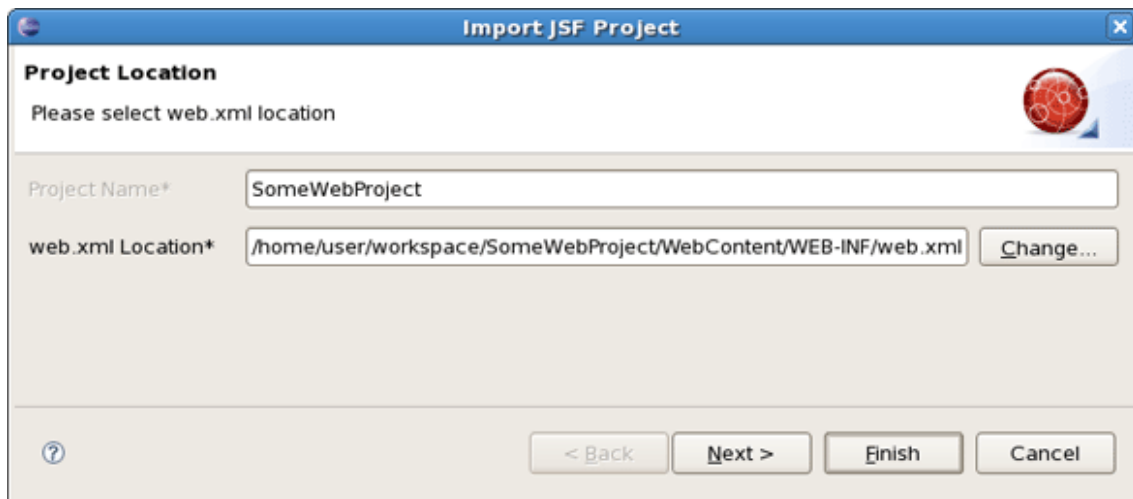 Import JSF Project
Project Location
Please select web.xml location
Project Name* SomeWebProject
web.xml Location* /home/user/workspace/SomeWebProject/WebContent/WEB-INF/web.xml Change...
? < Back Next > Finish Cancel